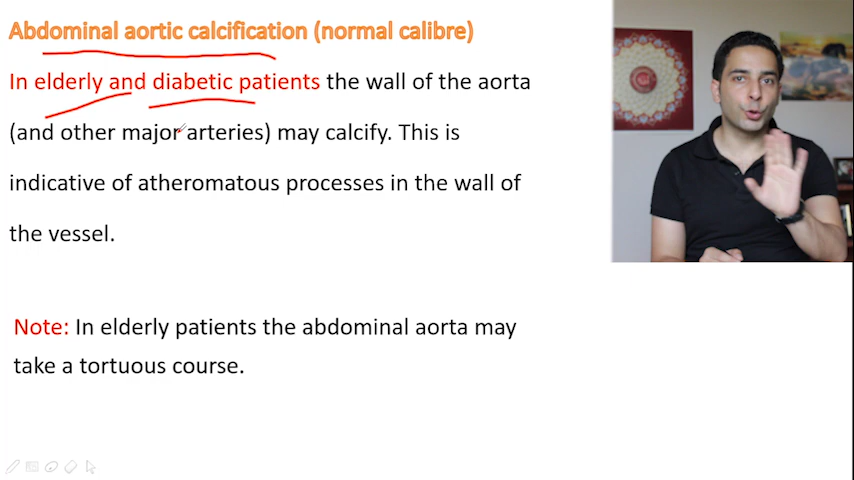 Abdominal aortic calcification (normal calibre)
In elderly and diabetic patients the wall of the aorta
(and other major arteries) may calcify. This is
indicative of atheromatous processes in the wall of
the vessel.
Note: In elderly patients the abdominal aorta may
take a tortuous course.